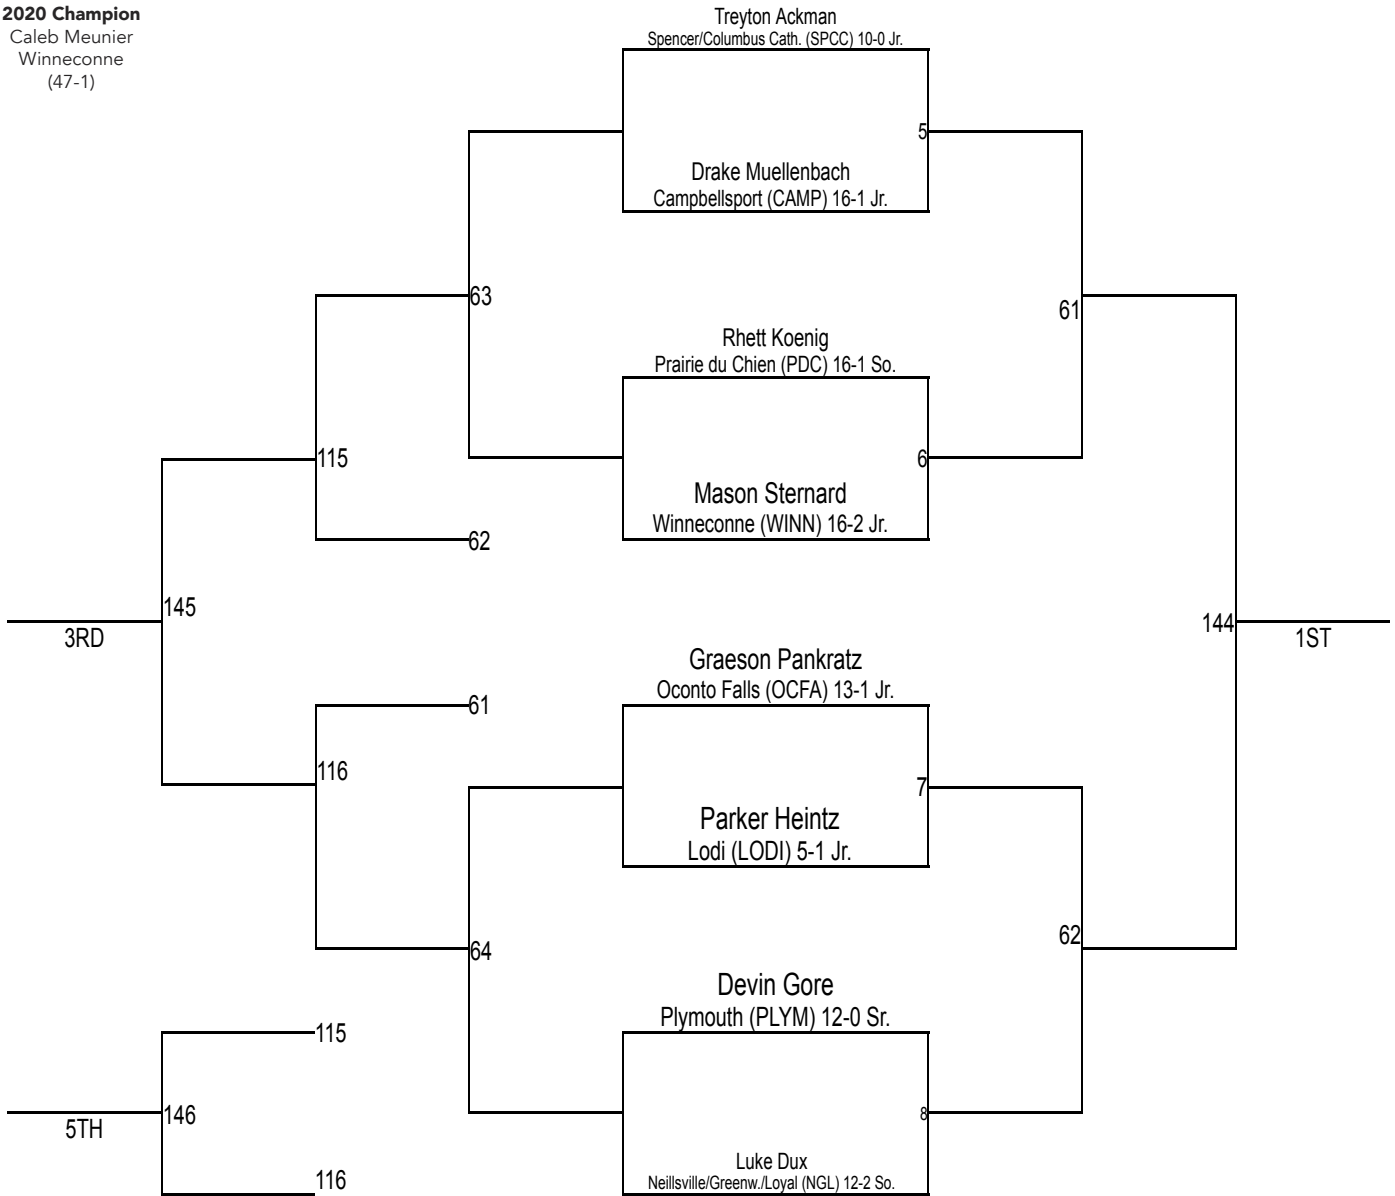 2020 Champion
Caleb Meunier
Winneconne
(47-1)
Treyton Ackman
Spencer/Columbus Cath. (SPCC) 10-0 Jr.
5
Drake Muellenbach
Campbellsport (CAMP) 16-1 Jr.
63
61
Rhett Koenig
Prairie du Chien (PDC) 16-1 So.
115
6
Mason Sternard
Winneconne (WINN) 16-2 Jr.
62
145
3RD
144
1ST
Graeson Pankratz
Oconto Falls (OCFA) 13-1 Jr.
61
116
7
Parker Heintz
Lodi (LODI) 5-1 Jr.
64
62
Devin Gore
Plymouth (PLYM) 12-0 Sr.
115
146
5TH
8
Luke Dux
Neillsville/Greenw./Loyal (NGL) 12-2 So.
116